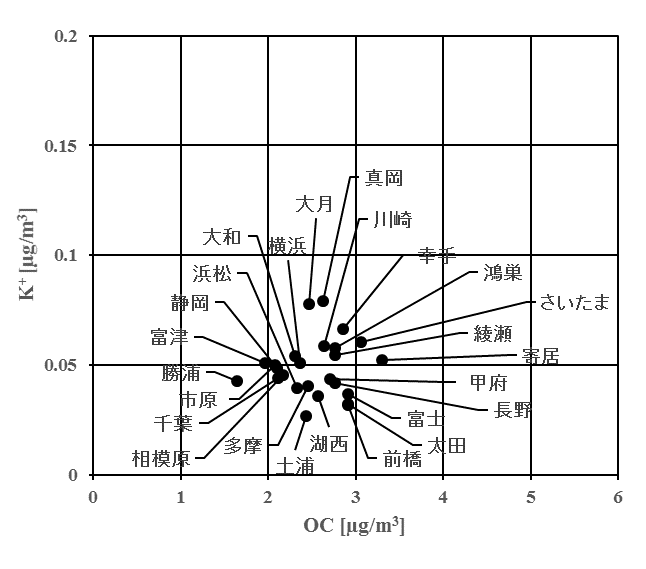 0.2
0.15
0.1
0.05
0
K⁺ [μg/m³]
真岡
大月
川崎
大和
横浜
幸手
浜松
鴻巣
静岡
さいたま
富津
綾瀬
寄居
勝浦
甲府
市原
長野
千葉
富士
多摩
湖西
太田
相模原
土浦
前橋
0 1 2 3 4 5 6
OC [μg/m³]